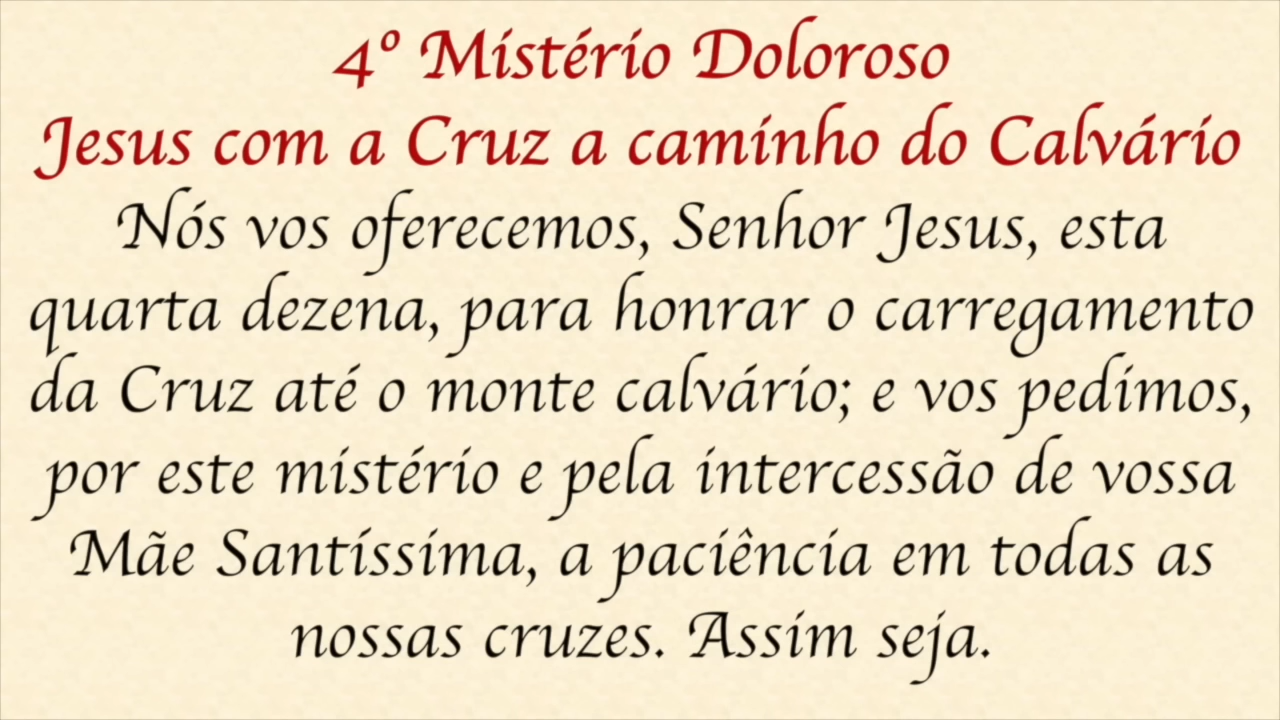 4º Mistério Doloroso
Jesus com a Cruz a caminho do Calvário
Nós vos oferecemos, Senhor Jesus, esta
quarta dezena, para honrar o carregamento
da Cruz até o monte calvário; e vos pedimos,
por este mistério e pela intercessão de vossa
Mãe Santíssima, a paciência em todas as
nossas cruzes. Assim seja.